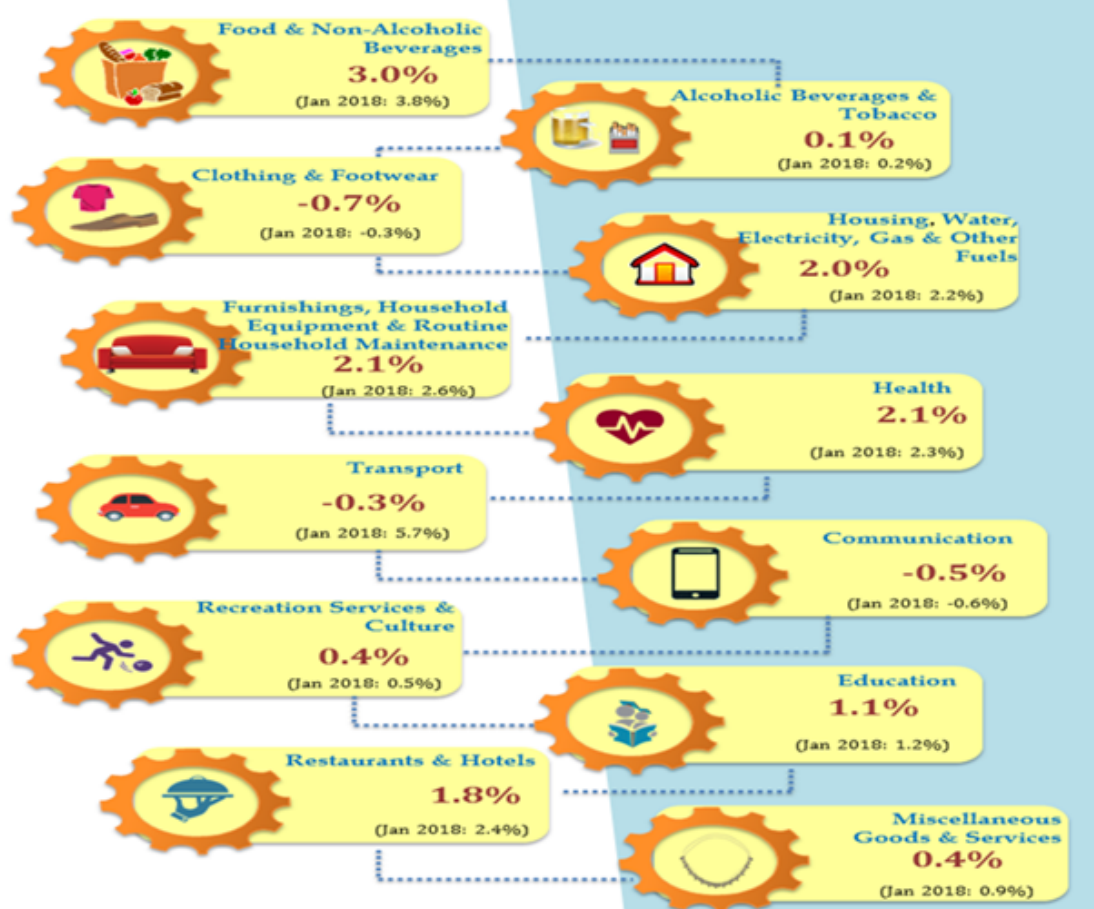 Food & Non-Alcoholic
Beverages
3.0%
(Jan 2018: 3.8%)
Alcoholic Beverages &
Tobacco
0.1%
(Jan 2018: 0.2%)
Clothing & Footwear
-0.7%
(Jan 2018: -0.3%)
Housing, Water,
Electricity, Gas & Other
Fuels
2.0%
(Jan 2018: 2.2%)
Furnishings, Household
Equipment & Routine
Household Maintenance
2.1%
(Jan 2018: 2.6%)
Health
2.1%
(Jan 2018: 2.3%)
Transport
-0.3%
(Jan 2018: 5.7%)
Communication
-0.5%
(Jan 2018: -0.6%)
Recreation Services &
Culture
0.4%
(Jan 2018: 0.5%)
Education
1.1%
(Jan 2018: 1.2%)
Restaurants & Hotels
1.8%
(Jan 2018: 2.4%)
Miscellaneous
Goods & Services
0.4%
(Jan 2018: 0.9%)